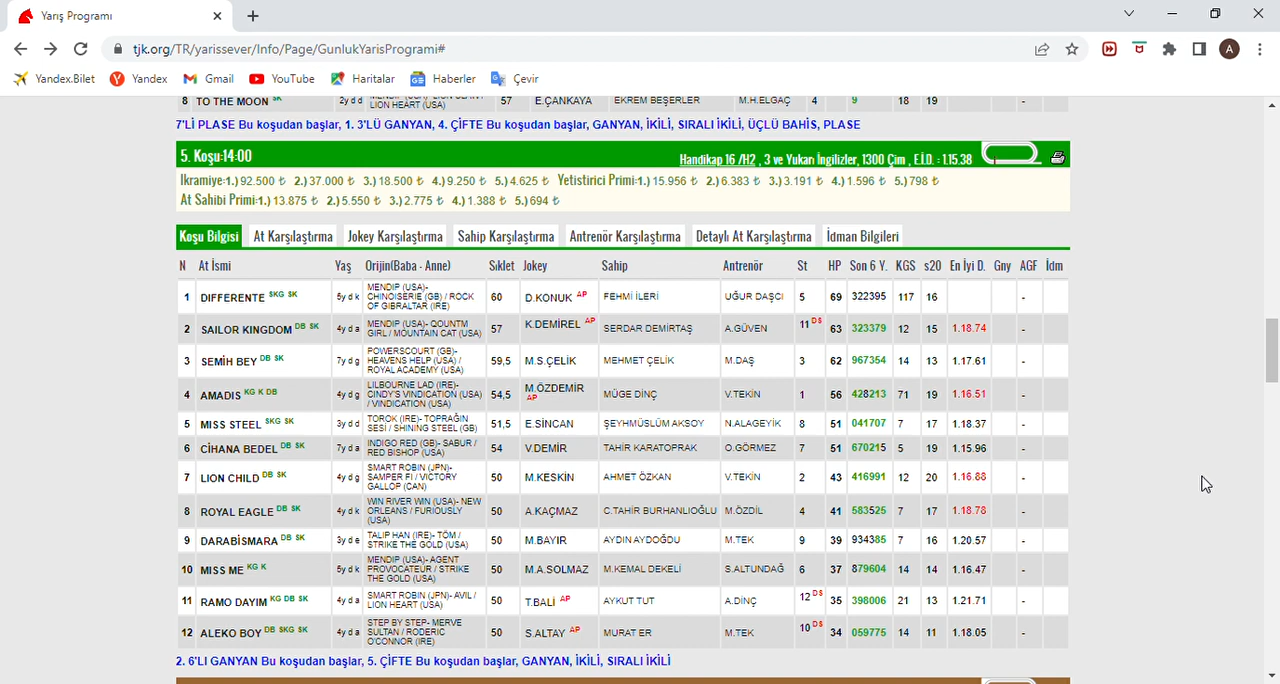 Yarış Programı
tjk.org/TR/yarissever/Info/Page/GunlukYarisProgrami#
A
Yandex.Bilet Yandex Gmail YouTube Haritalar Haberler Çevir
8 TO THE MOON SK 2y d d LION HEART (USA) 57 E.ÇANKAYA EKREM BEŞERLER M.H.ELGAÇ 4 9 18 19 -
7'Lİ PLASE Bu koşudan başlar, 1. 3'LÜ GANYAN, 4. ÇİFTE Bu koşudan başlar, GANYAN, İKİLİ, SIRALI İKİLİ, ÜÇLÜ BAHİS, PLASE
5. Koşu:14:00 Handikap 16 /H2 , 3 ve Yukarı İngilizler, 1300 Çim , E.İ.D. : 1.15.38
Ikramiye:1.) 92.500 ₺ 2.) 37.000 ₺ 3.) 18.500 ₺ 4.) 9.250 ₺ 5.) 4.625 ₺ Yetistirici Primi:1.) 15.956 ₺ 2.) 6.383 ₺ 3.) 3.191 ₺ 4.) 1.596 ₺ 5.) 798 ₺
At Sahibi Primi:1.) 13.875 ₺ 2.) 5.550 ₺ 3.) 2.775 ₺ 4.) 1.388 ₺ 5.) 694 ₺
Koşu Bilgisi At Karşılaştırma Jokey Karşılaştırma Sahip Karşılaştırma Antrenör Karşılaştırma Detaylı At Karşılaştırma İdman Bilgileri
N At İsmi Yaş Orijin(Baba - Anne) Sıklet Jokey Sahip Antrenör St HP Son 6 Y. KGS s20 En İyi D. Gny AGF İdm
1 DIFFERENTE SKG SK 5y d k MENDIP (USA)- CHINOISERIE (GB) / ROCK OF GIBRALTAR (IRE) 60 D.KONUK AP FEHMİ İLERİ UĞUR DAŞCI 5 69 322395 117 16 -
2 SAILOR KINGDOM DB SK 4y d a MENDIP (USA)- QOUNTM GIRL / MOUNTAIN CAT (USA) 57 K.DEMİREL AP SERDAR DEMİRTAŞ A.GÜVEN 11 DS 63 323379 12 15 1.18.74 -
3 SEMİH BEY DB SK 7y d g POWERSCOURT (GB)- HEAVENS HELP (USA) / ROYAL ACADEMY (USA) 59,5 M.S.ÇELİK MEHMET ÇELİK M.DAŞ 3 62 967354 14 13 1.17.61 -
4 AMADIS KG K DB 4y d g LILBOURNE LAD (IRE)- CINDY'S VINDICATION (USA) / VINDICATION (USA) 54,5 M.ÖZDEMİR AP MÜGE DİNÇ V.TEKİN 1 56 428213 71 19 1.16.51 -
5 MISS STEEL SKG SK 3y d d TOROK (IRE)- TOPRAĞIN SESİ / SHINING STEEL (GB) 51,5 E.SİNCAN ŞEYHMÜSLÜM AKSOY N.ALAGEYİK 8 51 041707 7 17 1.18.37 -
6 CİHANA BEDEL DB SK 7y d a INDIGO RED (GB)- SABUR / RED BISHOP (USA) 54 V.DEMİR TAHİR KARATOPRAK O.GÖRMEZ 7 51 670215 5 19 1.15.96 -
7 LION CHILD DB SK 4y d g SMART ROBIN (JPN)- SAMPER FI / VICTORY GALLOP (CAN) 50 M.KESKİN AHMET ÖZKAN V.TEKİN 2 43 416991 12 20 1.16.88 -
8 ROYAL EAGLE DB SK 4y d k WIN RIVER WIN (USA)- NEW ORLEANS / FURIOUSLY (USA) 50 A.KAÇMAZ C.TAHİR BURHANLIOĞLU M.ÖZDİL 4 41 583525 7 17 1.18.78 -
9 DARABİSMARA DB SK 3y d e TALIP HAN (IRE)- TÖM / STRIKE THE GOLD (USA) 50 M.BAYIR AYDIN AYDOĞDU M.TEK 9 39 934385 7 16 1.20.57 -
10 MISS ME KG K 5y d k MENDIP (USA)- AGENT PROVOCATEUR / STRIKE THE GOLD (USA) 50 M.A.SOLMAZ M.KEMAL DEKELİ S.ALTUNDAĞ 6 37 879604 14 14 1.16.47 -
11 RAMO DAYIM KG DB SK 4y d a SMART ROBIN (JPN)- AVIL / LION HEART (USA) 50 T.BALİ AP AYKUT TUT A.DİNÇ 12 DS 35 398006 21 13 1.21.71 -
12 ALEKO BOY DB SKG SK 4y d a STEP BY STEP- MERVE SULTAN / RODERIC O'CONNOR (IRE) 50 S.ALTAY AP MURAT ER M.TEK 10 DS 34 059775 14 11 1.18.05 -
2. 6'LI GANYAN Bu koşudan başlar, 5. ÇİFTE Bu koşudan başlar, GANYAN, İKİLİ, SIRALI İKİLİ